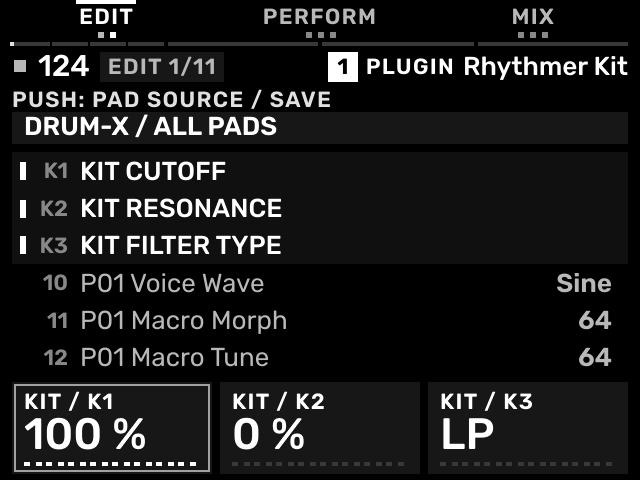 EDIT PERFORM MIX
124 EDIT 1/11 1 PLUGIN Rhythmer Kit
PUSH: PAD SOURCE / SAVE
DRUM-X / ALL PADS
K1 KIT CUTOFF
K2 KIT RESONANCE
K3 KIT FILTER TYPE
10 P01 Voice Wave Sine
11 P01 Macro Morph 64
12 P01 Macro Tune 64
KIT / K1 KIT / K2 KIT / K3
100 % 0 % LP